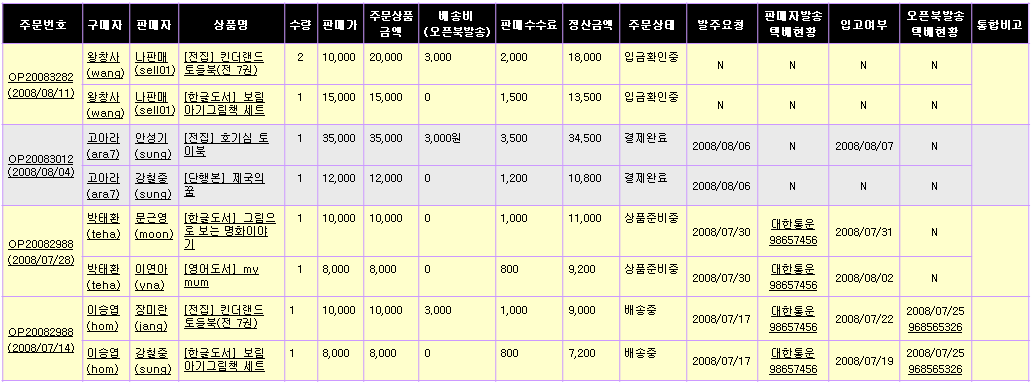 주문번호 구매자 판매자 상품명 수량 판매가 주문상품금액 배송비(오픈북발송) 판매수수료 정산금액 주문상태 발주요청 판매자발송택배현황 입고여부 오픈북발송택배현황 통합비고
OP20083282 (2008/08/11) 왕창사 (wang) 나판매 (sell01) [전집] 킨더랜드 토들북(전 7권) 2 10,000 20,000 3,000 2,000 18,000 입금확인중 N N N N
왕창사 (wang) 나판매 (sell01) [한글도서] 보림 아기그림책 세트 1 15,000 15,000 0 1,500 13,500 입금확인중 N N N N
OP20083012 (2008/08/04) 고아라 (ara7) 안성기 (sung) [전집] 호기심 토이북 1 35,000 35,000 3,000원 3,500 34,500 결제완료 2008/08/06 N 2008/08/07 N
고아라 (ara7) 강철중 (sung) [단행본] 제국의 꿈 1 12,000 12,000 0 1,200 10,800 결제완료 2008/08/06 N N N
OP20082988 (2008/07/28) 박태환 (teha) 문근영 (moon) [한글도서] 그림으로 보는 명화이야기 1 10,000 10,000 0 1,000 11,000 상품준비중 2008/07/30 대한통운 98657456 2008/07/31 N
박태환 (teha) 이연아 (yna) [영어도서] my mum 1 8,000 8,000 0 800 9,200 상품준비중 2008/07/30 대한통운 98657456 2008/08/02 N
OP20082988 (2008/07/14) 이승엽 (hom) 장미란 (jang) [전집] 킨더랜드 토들북(전 7권) 1 10,000 10,000 3,000 1,000 9,000 배송중 2008/07/17 대한통운 98657456 2008/07/22 2008/07/25 968565326
이승엽 (hom) 강철중 (sung) [한글도서] 보림 아기그림책 세트 1 8,000 8,000 0 800 7,200 배송중 2008/07/17 대한통운 98657456 2008/07/19 2008/07/25 968565326